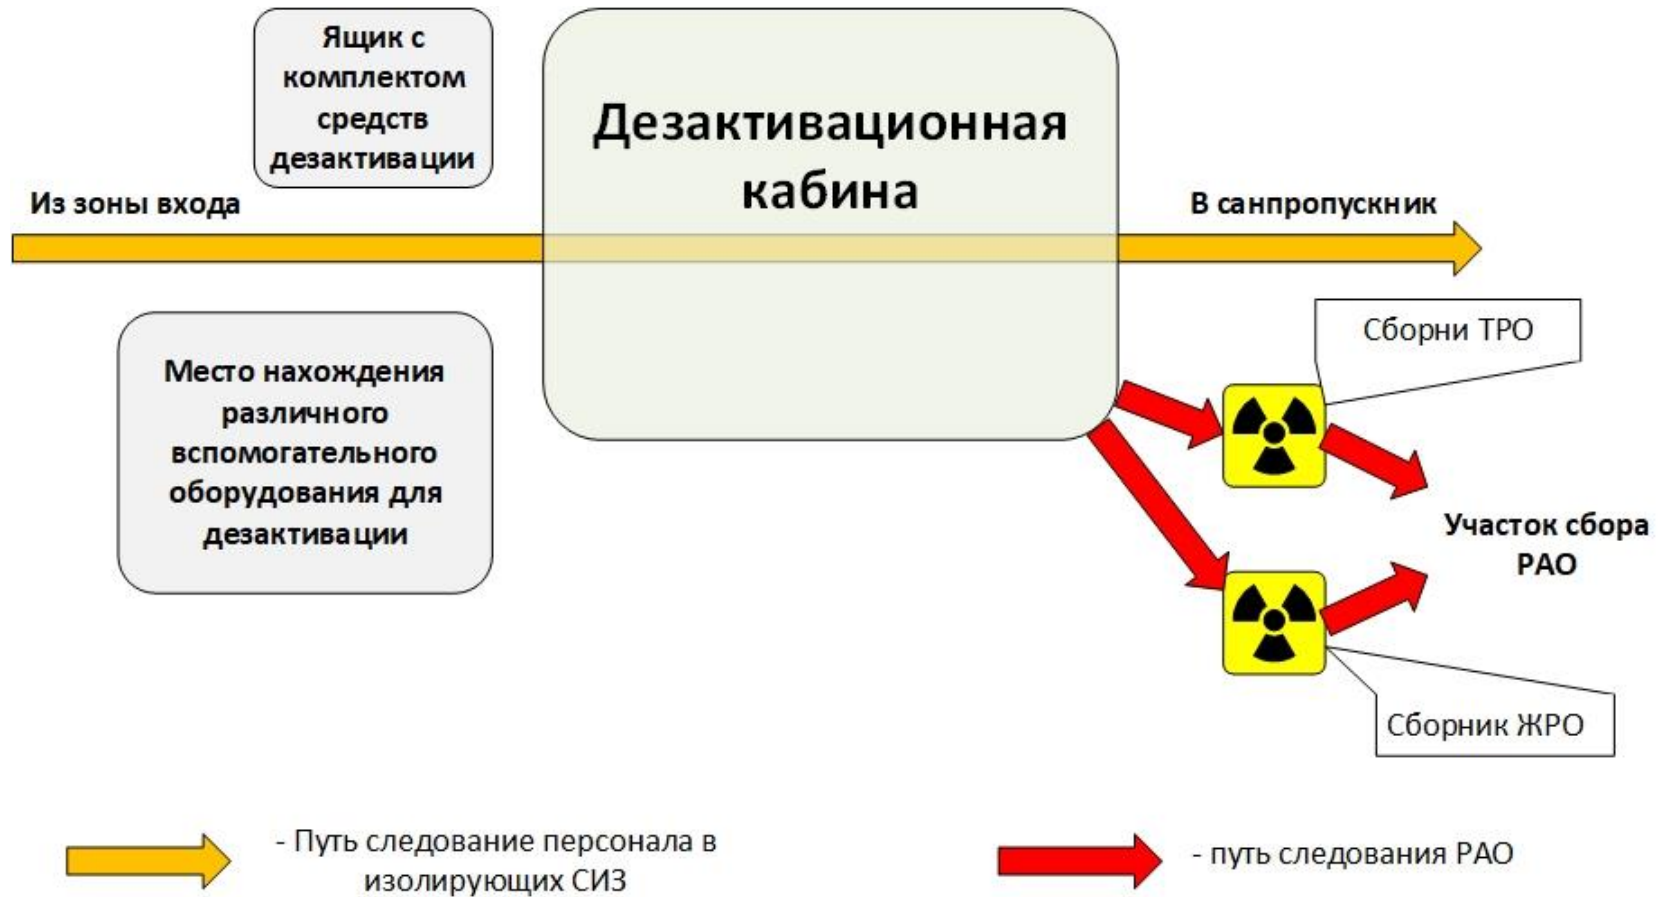 Ящик с
комплектом
средств
дезактивации
Дезактивационная
кабина
Из зоны входа
В санпропускник
Место нахождения
различного
вспомогательного
оборудования для
дезактивации
Сборни ТРО
Участок сбора
РАО
Сборник ЖРО
- Путь следование персонала в
изолирующих СИЗ
- путь следования РАО